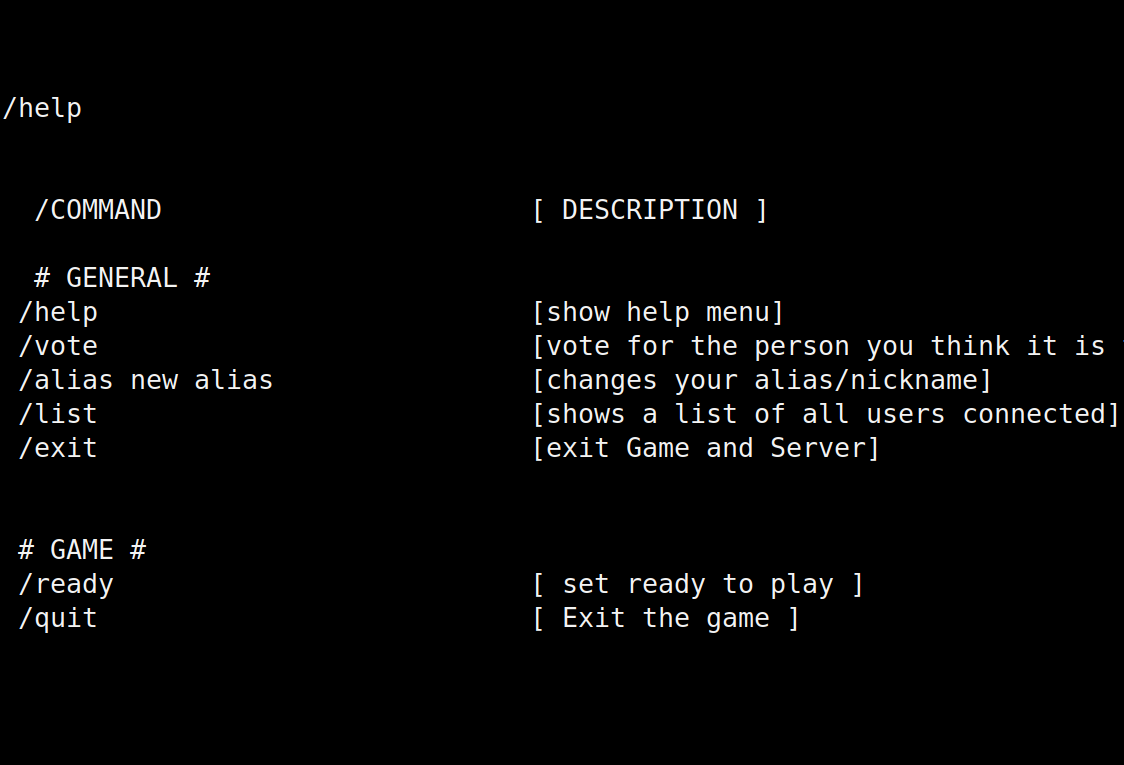 /help
/COMMAND [ DESCRIPTION ]
# GENERAL #
/help [show help menu]
/vote [vote for the person you think it is
/alias new alias [changes your alias/nickname]
/list [shows a list of all users connected]
/exit [exit Game and Server]
# GAME #
/ready [ set ready to play ]
/quit [ Exit the game ]